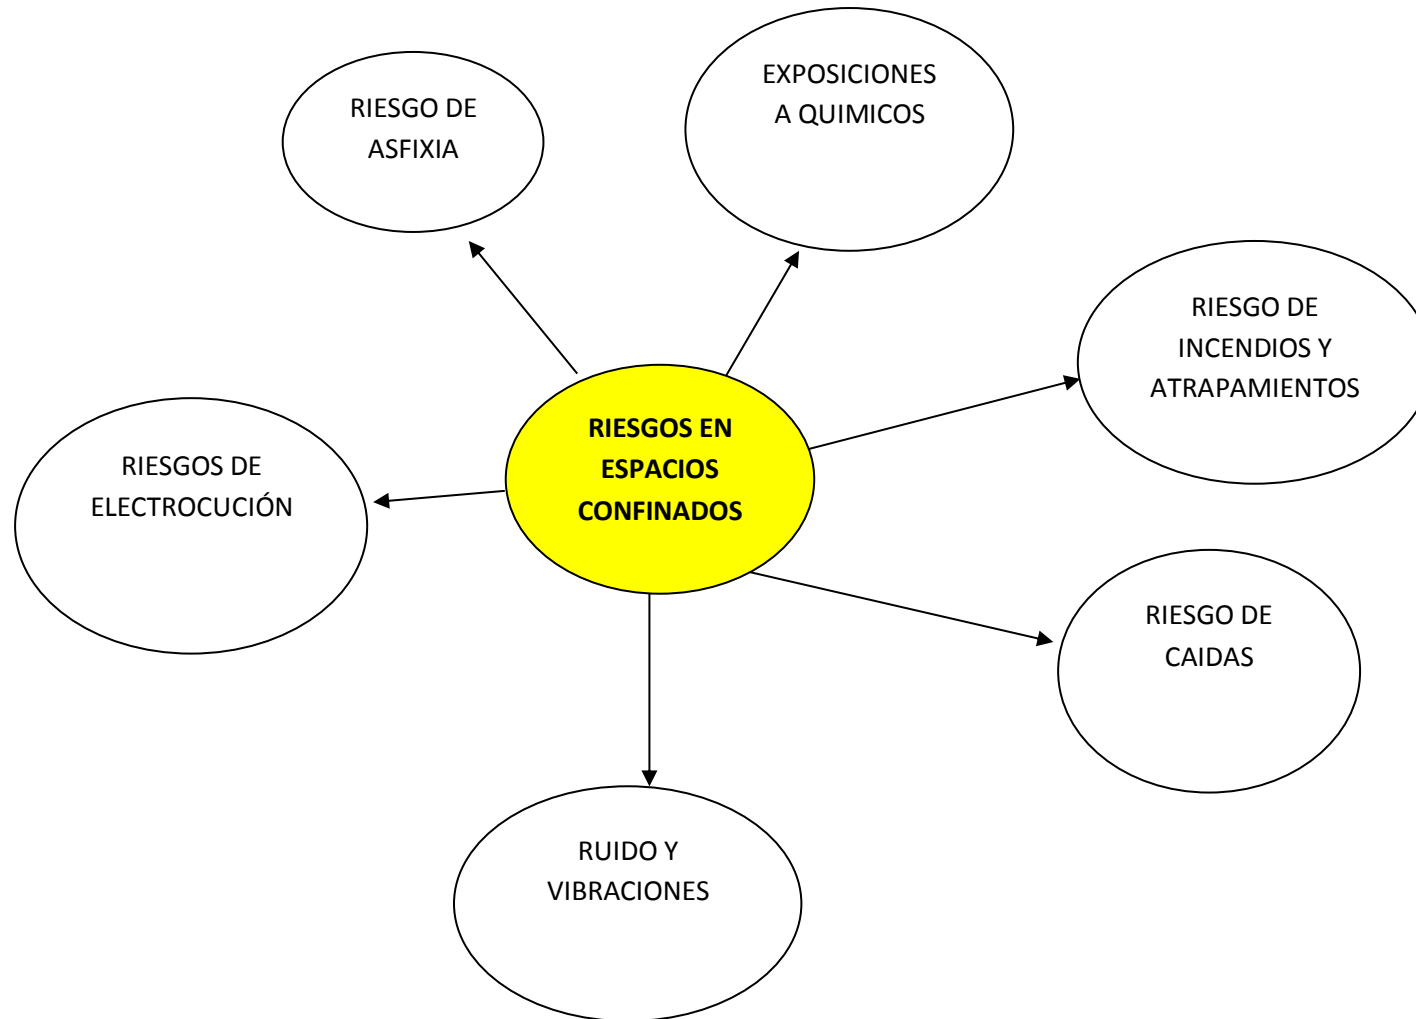 RIESGO DE
ASFIXIA
EXPOSICIONES
A QUIMICOS
RIESGO DE
INCENDIOS Y
ATRAPAMIENTOS
RIESGOS EN
ESPACIOS
CONFINADOS
RIESGOS DE
ELECTROCUCIÓN
RIESGO DE
CAIDAS
RUIDO Y
VIBRACIONES